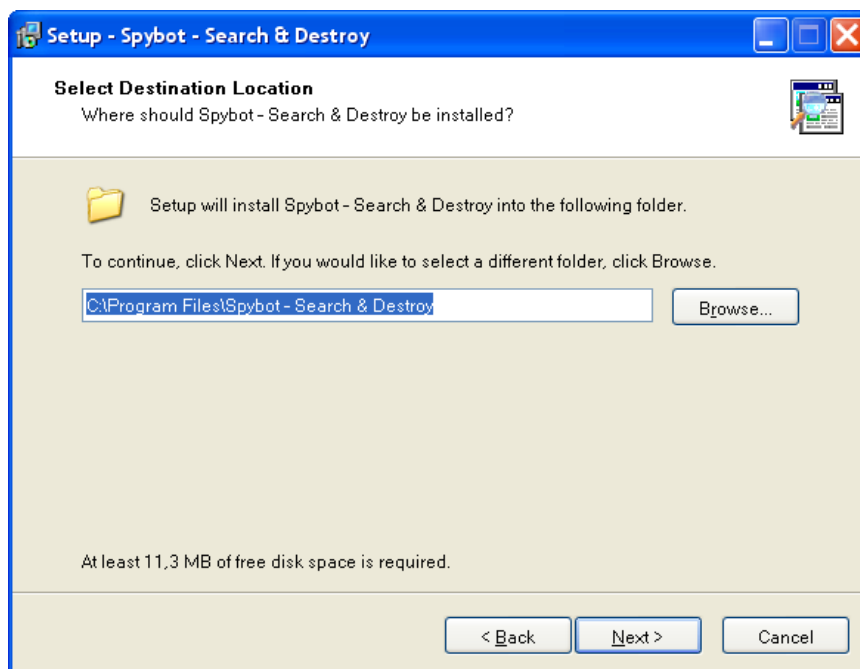 Setup - Spybot - Search & Destroy
Select Destination Location
Where should Spybot - Search & Destroy be installed?
Setup will install Spybot - Search & Destroy into the following folder.
To continue, click Next. If you would like to select a different folder, click Browse.
C:\Program Files\Spybot - Search & Destroy
Browse...
At least 11,3 MB of free disk space is required.
< Back
Next >
Cancel